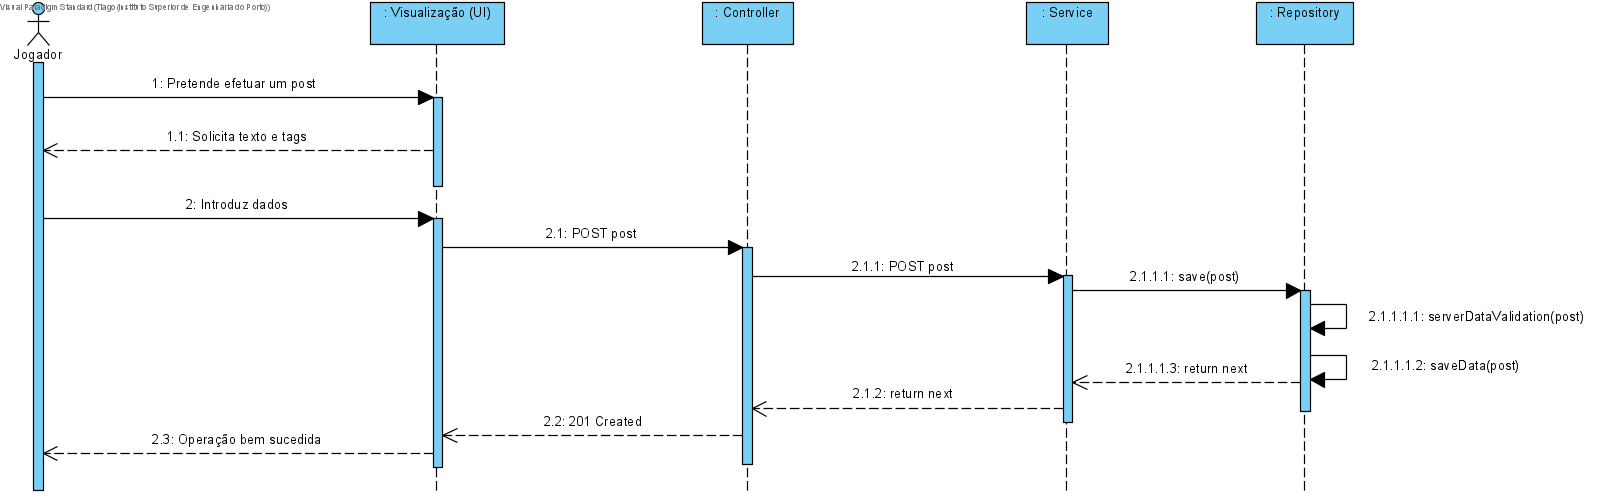 Visual Paradigm Standard (Tiago (Instituto Superior de Engenharia do Porto))
: Visualização (UI)
: Controller
: Service
: Repository
Jogador
1: Pretende efetuar um post
1.1: Solicita texto e tags
2: Introduz dados
2.1: POST post
2.1.1: POST post
2.1.1.1: save(post)
2.1.1.1.1: serverDataValidation(post)
2.1.1.1.2: saveData(post)
2.1.1.1.3: return next
2.1.2: return next
2.2: 201 Created
2.3: Operação bem sucedida